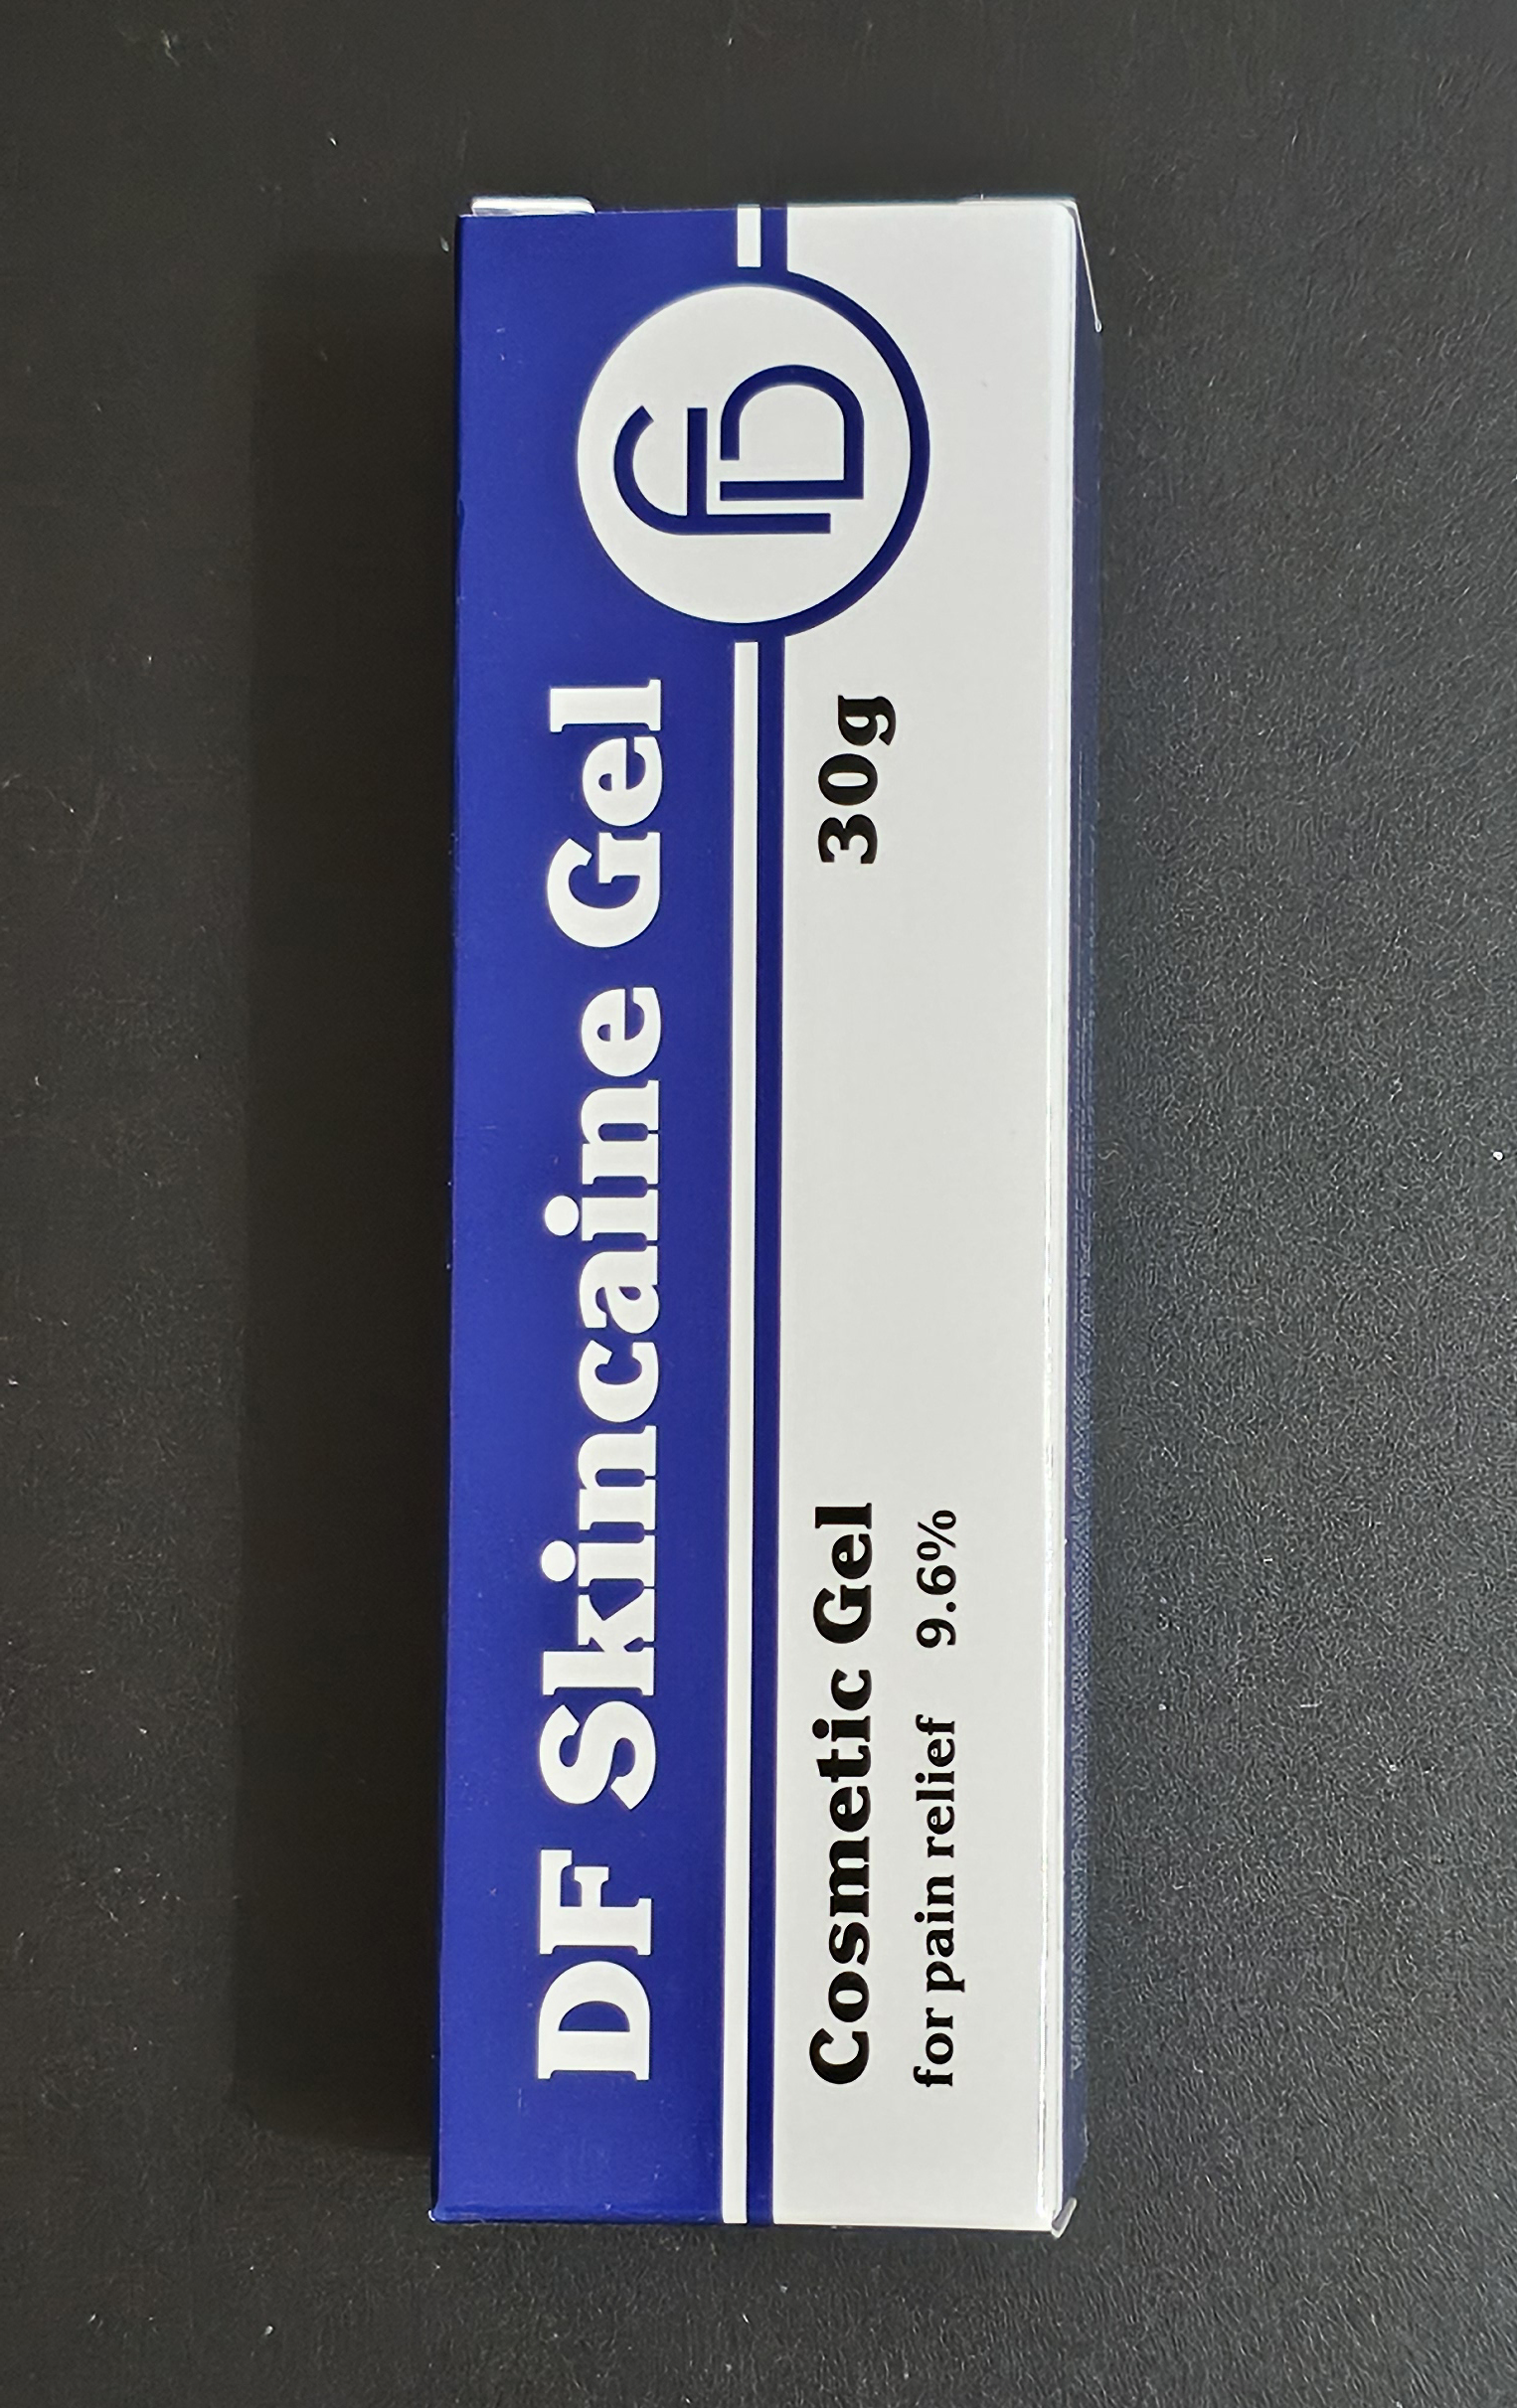 DF Skincaine Gel
30g
Cosmetic Gel
for pain relief 9.6%